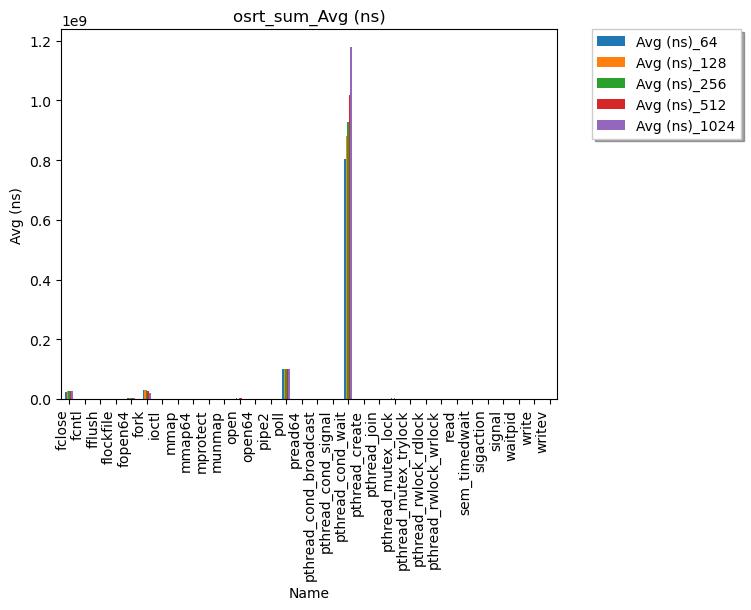 osrt_sum_Avg (ns)
1e9
Avg (ns)_64
Avg (ns)_128
Avg (ns)_256
Avg (ns)_512
Avg (ns)_1024
1.2
1.0
0.8
0.6
0.4
0.2
0.0
Avg (ns)
fclose
fcntl
fflush
flockfile
fopen64
fork
ioctl
mmap
mmap64
mprotect
munmap
open
open64
pipe2
poll
pread64
pthread_cond_broadcast
pthread_cond_signal
pthread_cond_wait
pthread_create
pthread_join
pthread_mutex_lock
pthread_mutex_trylock
pthread_rwlock_rdlock
pthread_rwlock_wrlock
read
sem_timedwait
sigaction
signal
waitpid
write
writev
Name